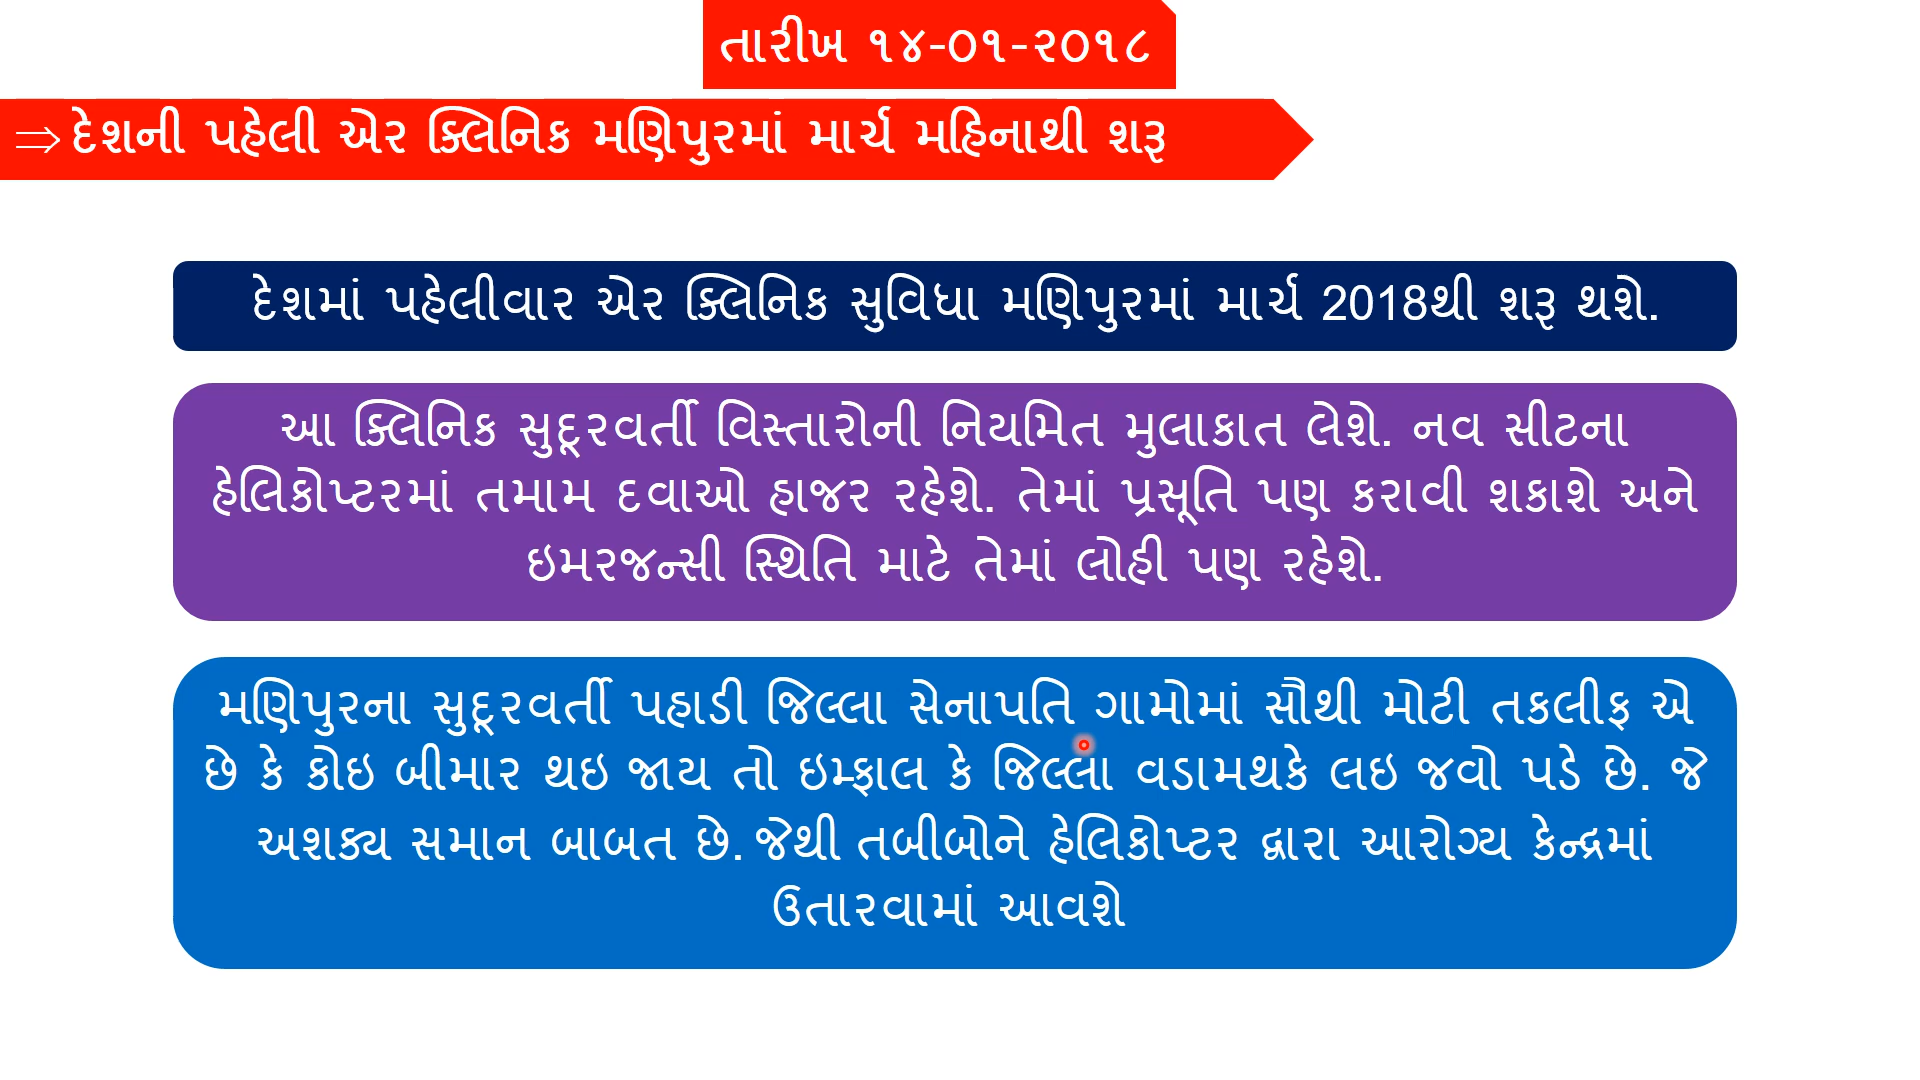 તારીખ ૧૪-૦૧-૨૦૧૮
⇒ દેશની પહેલી એર ક્લિનિક મણિપુરમાં માર્ચ મહિનાથી શરૂ
દેશમાં પહેલીવાર એર ક્લિનિક સુવિધા મણિપુરમાં માર્ચ 2018થી શરૂ થશે.
આ ક્લિનિક સુદૂરવર્તી વિસ્તારોની નિયમિત મુલાકાત લેશે. નવ સીટના
હેલિકોપ્ટરમાં તમામ દવાઓ હાજર રહેશે. તેમાં પ્રસૂતિ પણ કરાવી શકાશે અને
ઇમરજન્સી સ્થિતિ માટે તેમાં લોહી પણ રહેશે.
મણિપુરના સુદૂરવર્તી પહાડી જિલ્લા સેનાપતિ ગામોમાં સૌથી મોટી તકલીફ એ
છે કે કોઇ બીમાર થઇ જાય તો ઇમ્ફાલ કે જિલ્લા વડામથકે લઇ જવો પડે છે. જે
અશક્ય સમાન બાબત છે. જેથી તબીબોને હેલિકોપ્ટર દ્વારા આરોગ્ય કેન્દ્રમાં
ઉતારવામાં આવશે